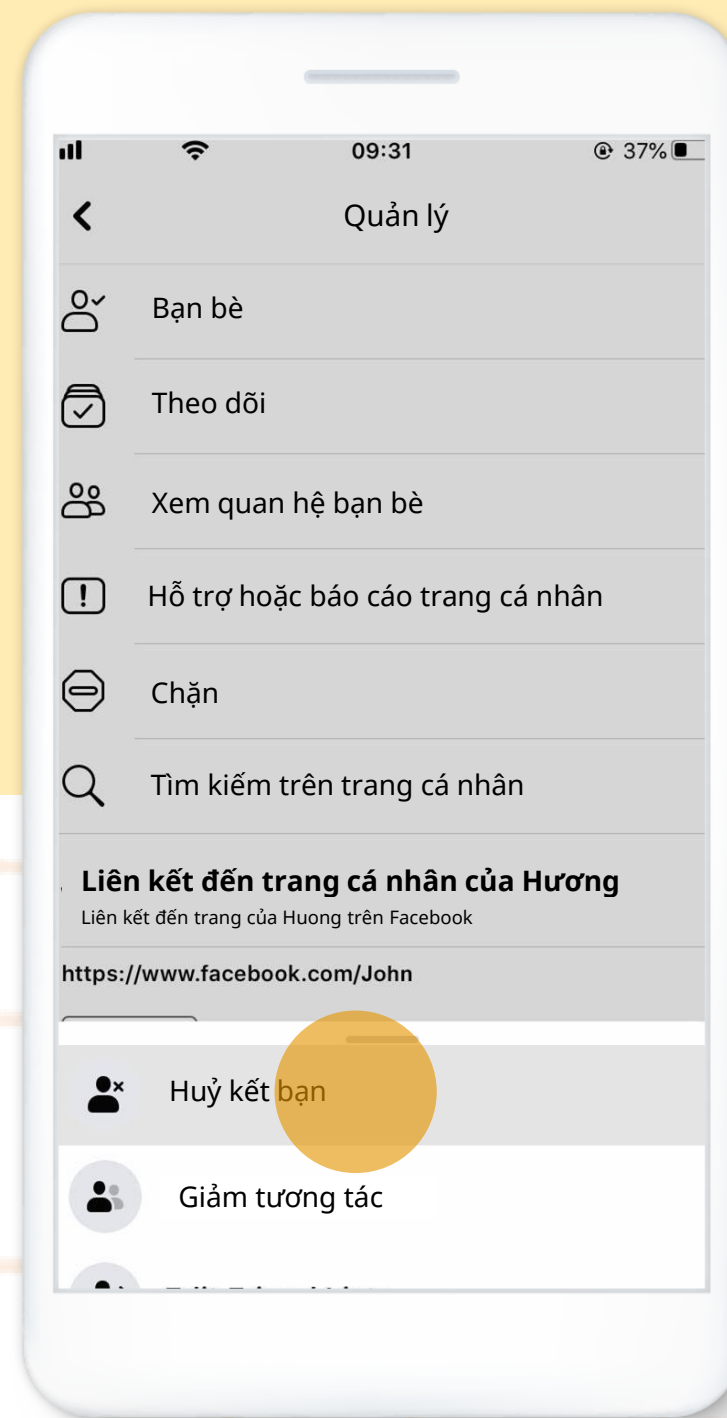 09:31
37%
Quản lý
Bạn bè
Theo dõi
Xem quan hệ bạn bè
Hỗ trợ hoặc báo cáo trang cá nhân
Chặn
Tìm kiếm trên trang cá nhân
Liên kết đến trang cá nhân của Hương
Liên kết đến trang của Huong trên Facebook
https://www.facebook.com/John
Huỷ kết bạn
Giảm tương tác